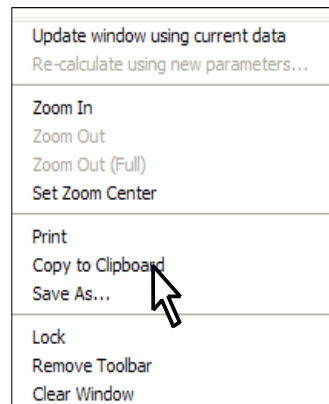 Update window using current data
Re-calculate using new parameters...
Zoom In
Zoom Out
Zoom Out (Full)
Set Zoom Center
Print
Copy to Clipboard
Save As...
Lock
Remove Toolbar
Clear Window